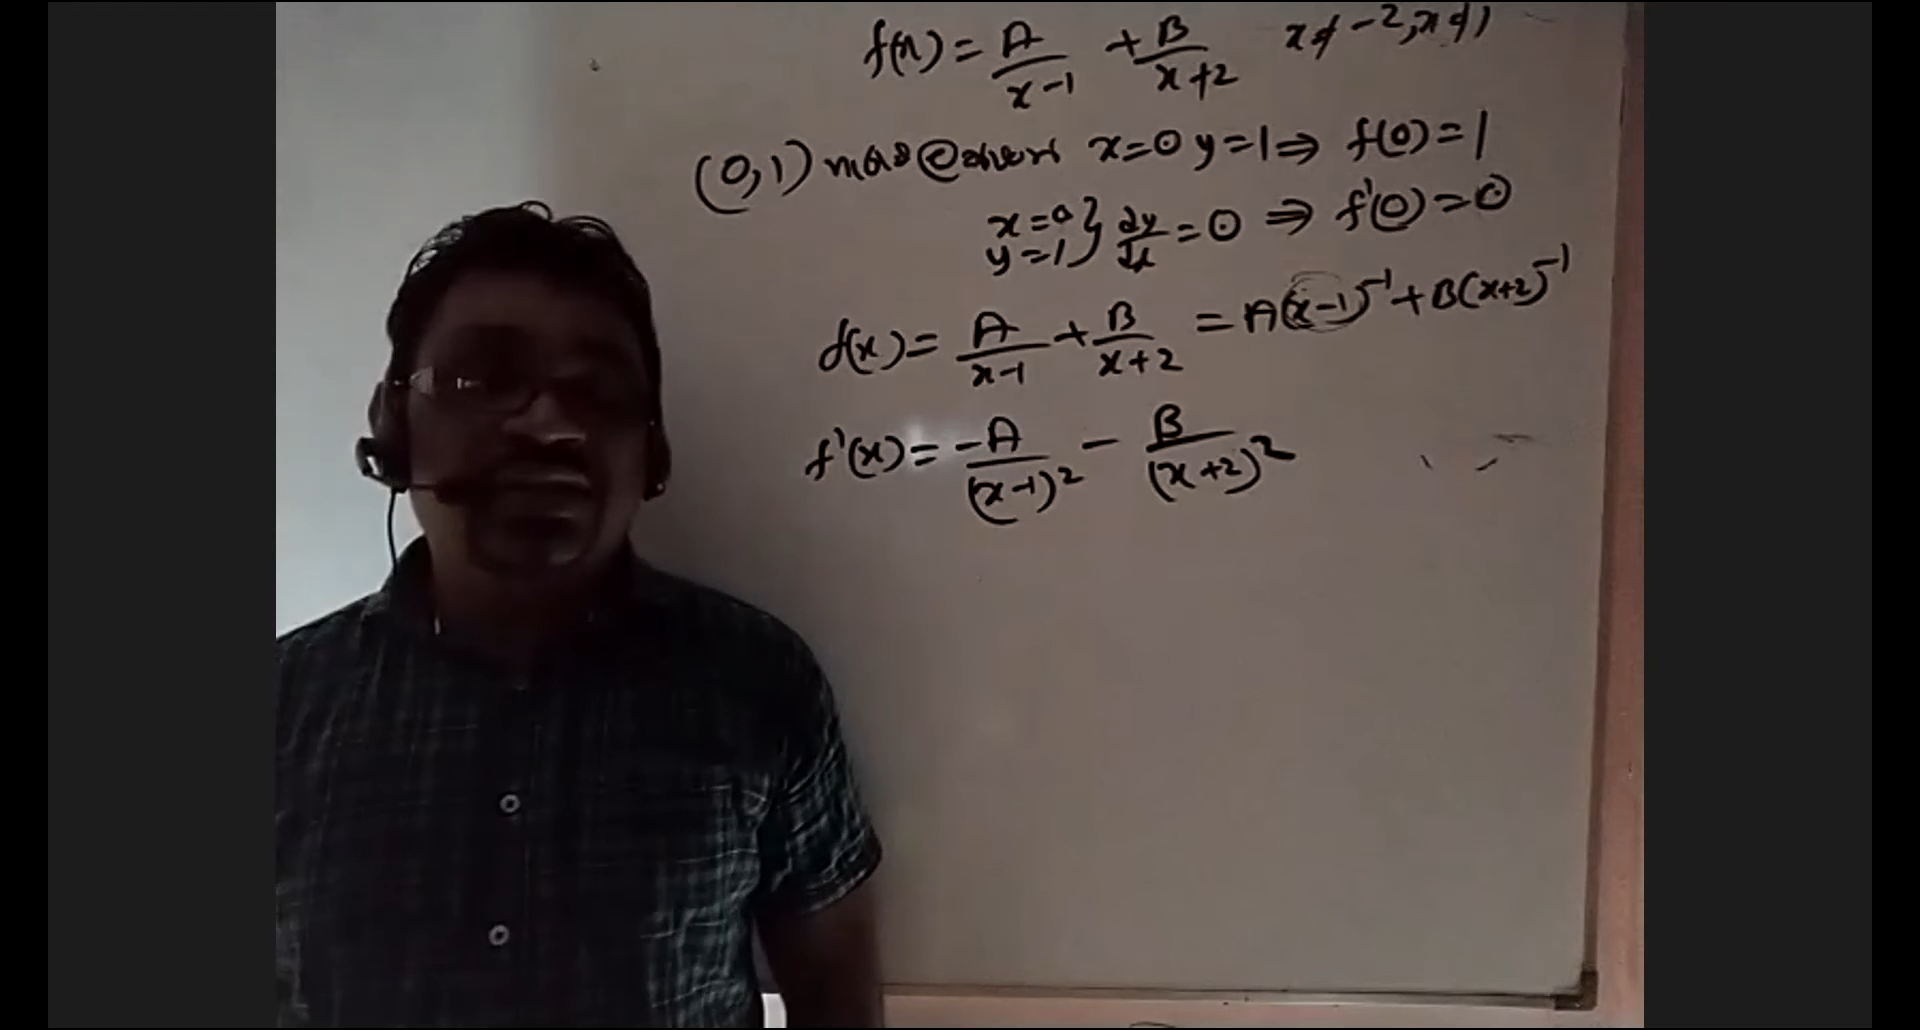 f(x) = A/(x-1) + B/(x+2) x≠-2, x≠1
(0,1) x=0 y=1 ⇒ f(0)=1
x=0 y=1 } dy/dx = 0 ⇒ f'(0)=0
f(x) = A/(x-1) + B/(x+2) = A(x-1)^-1 + B(x+2)^-1
f'(x) = -A/(x-1)^2 - B/(x+2)^2